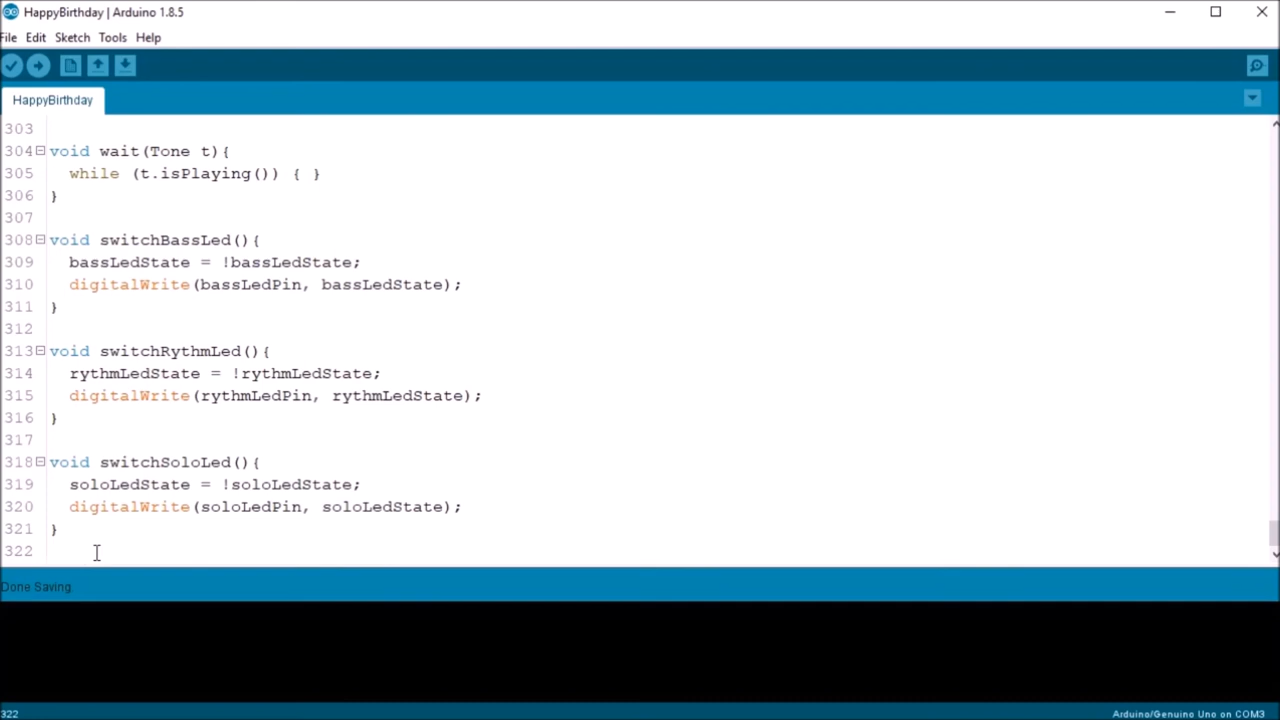 HappyBirthday | Arduino 1.8.5
File Edit Sketch Tools Help
HappyBirthday
303
304 void wait(Tone t){
305 while (t.isPlaying()) { }
306 }
307
308 void switchBassLed(){
309 bassLedState = !bassLedState;
310 digitalWrite(bassLedPin, bassLedState);
311 }
312
313 void switchRythmLed(){
314 rythmLedState = !rythmLedState;
315 digitalWrite(rythmLedPin, rythmLedState);
316 }
317
318 void switchSoloLed(){
319 soloLedState = !soloLedState;
320 digitalWrite(soloLedPin, soloLedState);
321 }
322
Done Saving.
322 Arduino/Genuino Uno on COM3